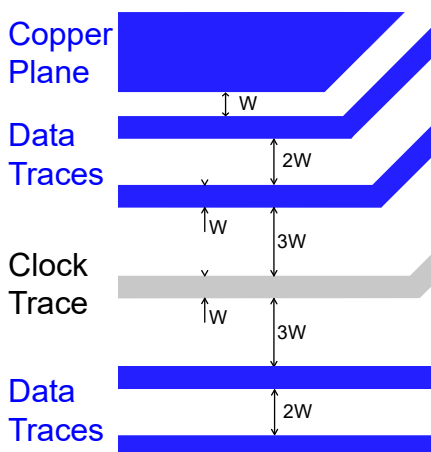 Copper
Plane
W
Data
Traces
2W
W
3W
Clock
Trace
W
3W
Data
Traces
2W